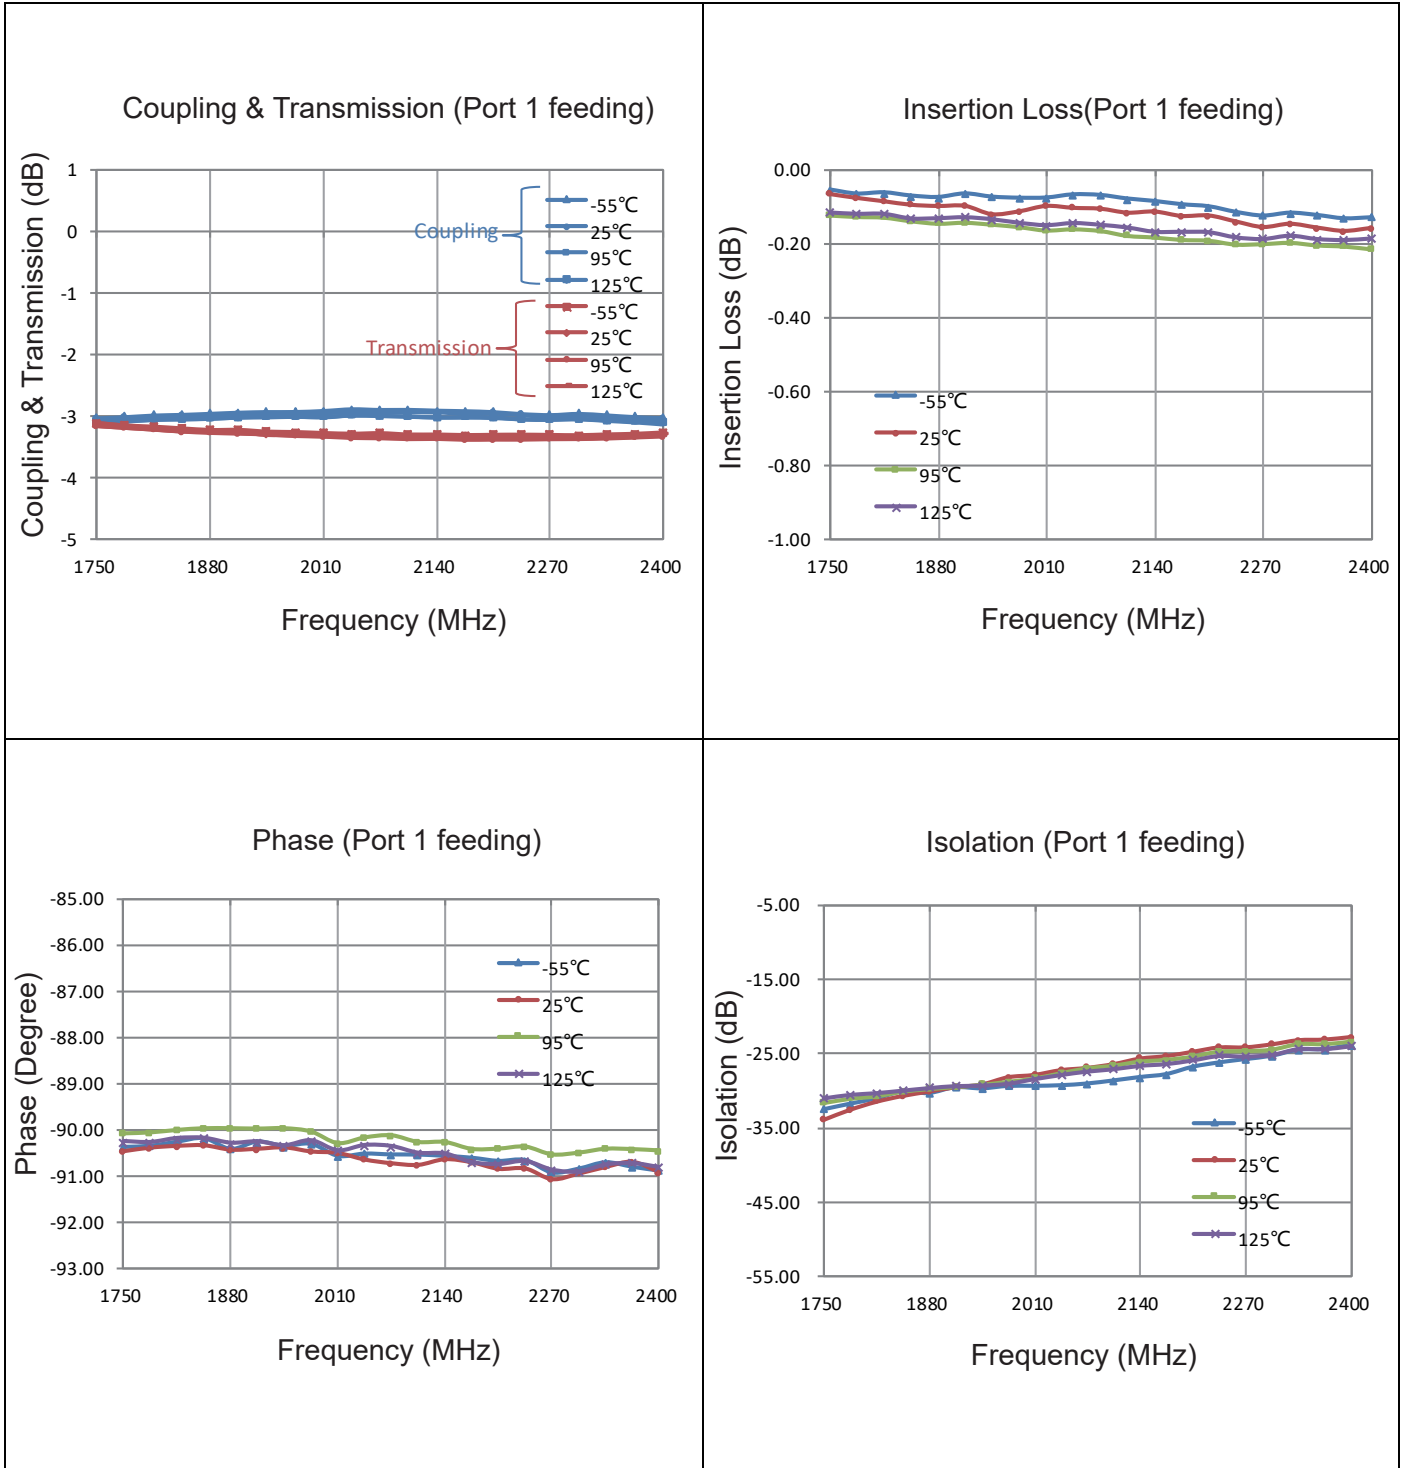 Coupling & Transmission (Port 1 feeding)
Coupling & Transmission (dB)
1
0
-1
-2
-3
-4
-5
Coupling
-55℃
25℃
95℃
125℃
Transmission
-55℃
25℃
95℃
125℃
1750 1880 2010 2140 2270 2400
Frequency (MHz)
Insertion Loss(Port 1 feeding)
Insertion Loss (dB)
0.00
-0.20
-0.40
-0.60
-0.80
-1.00
-55℃
25℃
95℃
125℃
1750 1880 2010 2140 2270 2400
Frequency (MHz)
Phase (Port 1 feeding)
Phase (Degree)
-85.00
-86.00
-87.00
-88.00
-89.00
-90.00
-91.00
-92.00
-93.00
-55℃
25℃
95℃
125℃
1750 1880 2010 2140 2270 2400
Frequency (MHz)
Isolation (Port 1 feeding)
Isolation (dB)
-5.00
-15.00
-25.00
-35.00
-45.00
-55.00
-55℃
25℃
95℃
125℃
1750 1880 2010 2140 2270 2400
Frequency (MHz)